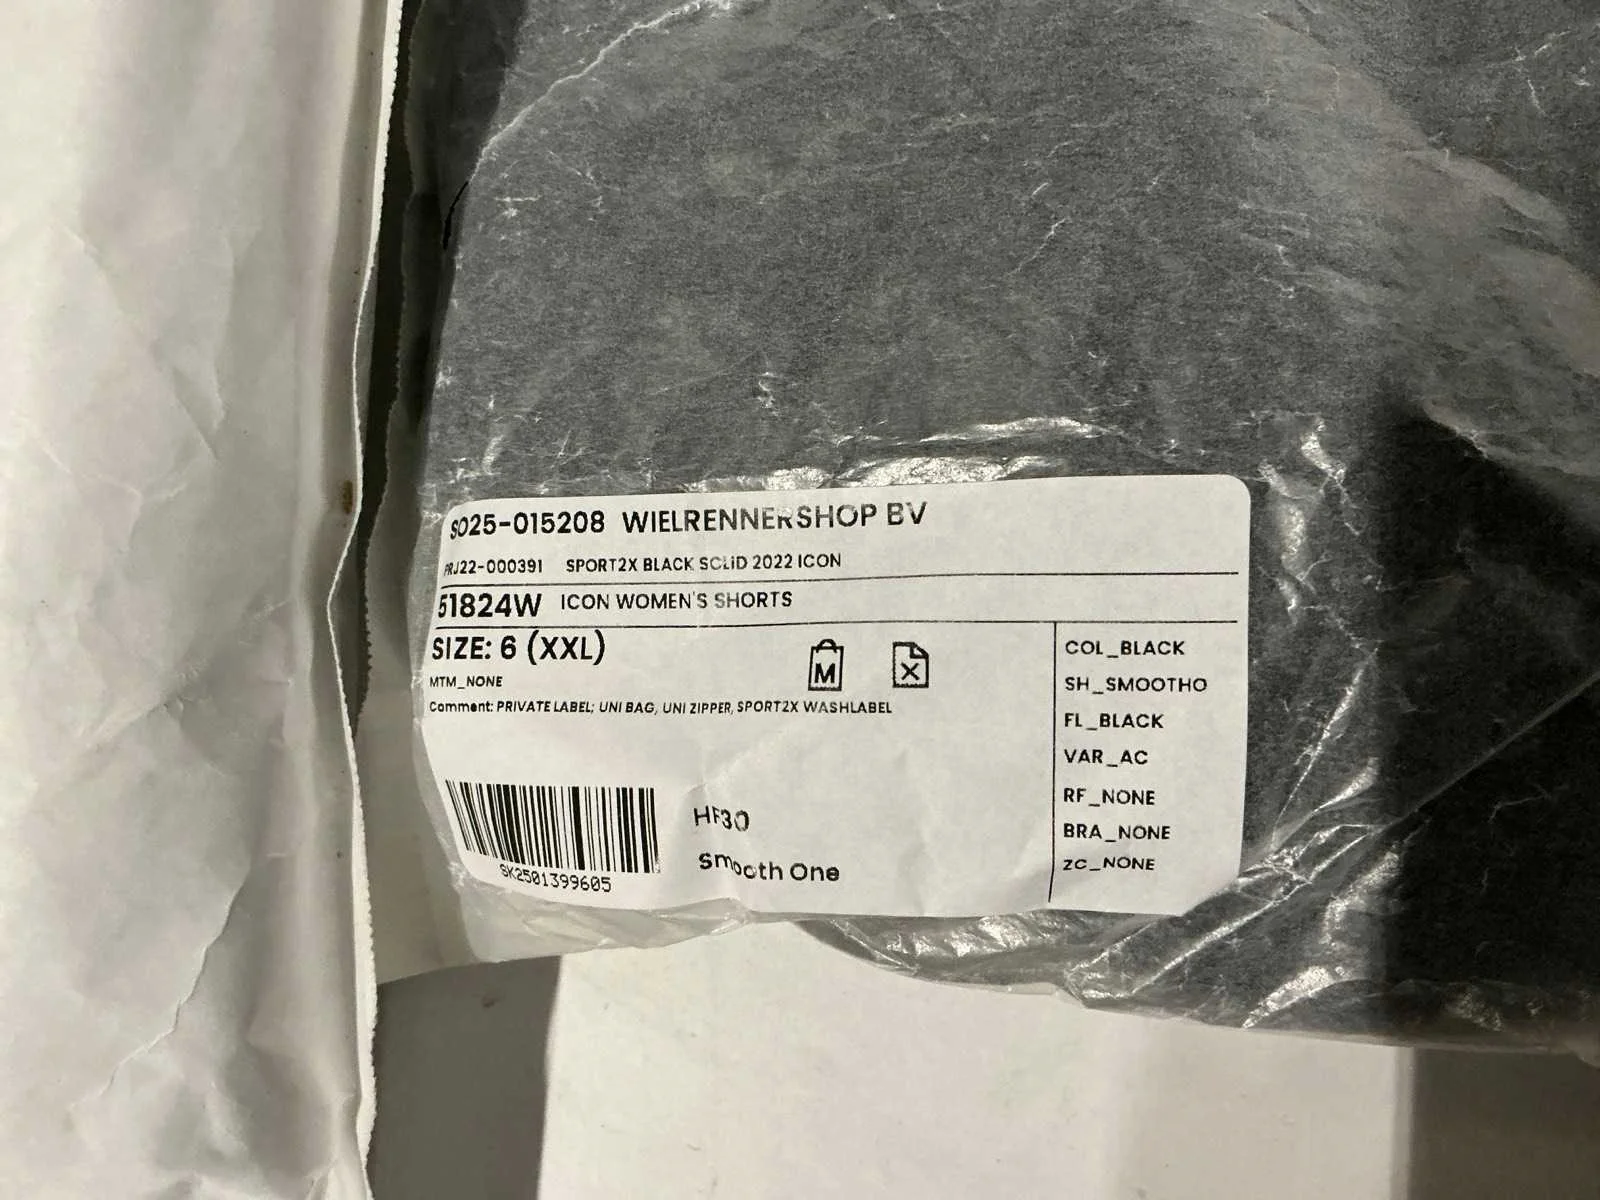 SO25-015208 WIELRENNERSHOP BV
PRJ22-000391 SPORT2X BLACK SOLID 2022 ICON
51824W ICON WOMEN'S SHORTS
SIZE: 6 (XXL)
M X
MTM_NONE
Comment: PRIVATE LABEL; UNI BAG, UNI ZIPPER, SPORT2X WASHLABEL
COL_BLACK
SH_SMOOTHO
FL_BLACK
VAR_AC
RF_NONE
BRA_NONE
ZC_NONE
HF30
Smooth One
SK2501399605